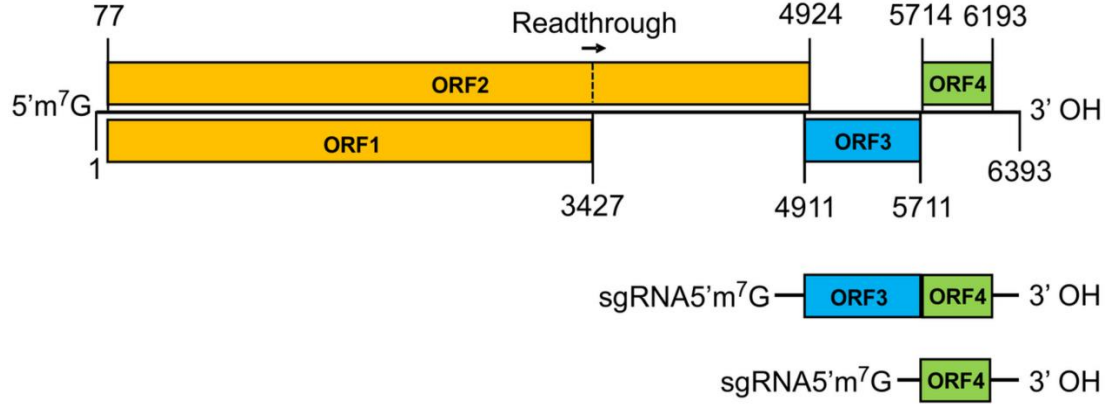 77 4924 5714 6193
Readthrough
ORF2 ORF4
5'm⁷G 3' OH
ORF1 ORF3
1 6393
3427 4911 5711
sgRNA5'm⁷G ORF3 ORF4 3' OH
sgRNA5'm⁷G ORF4 3' OH